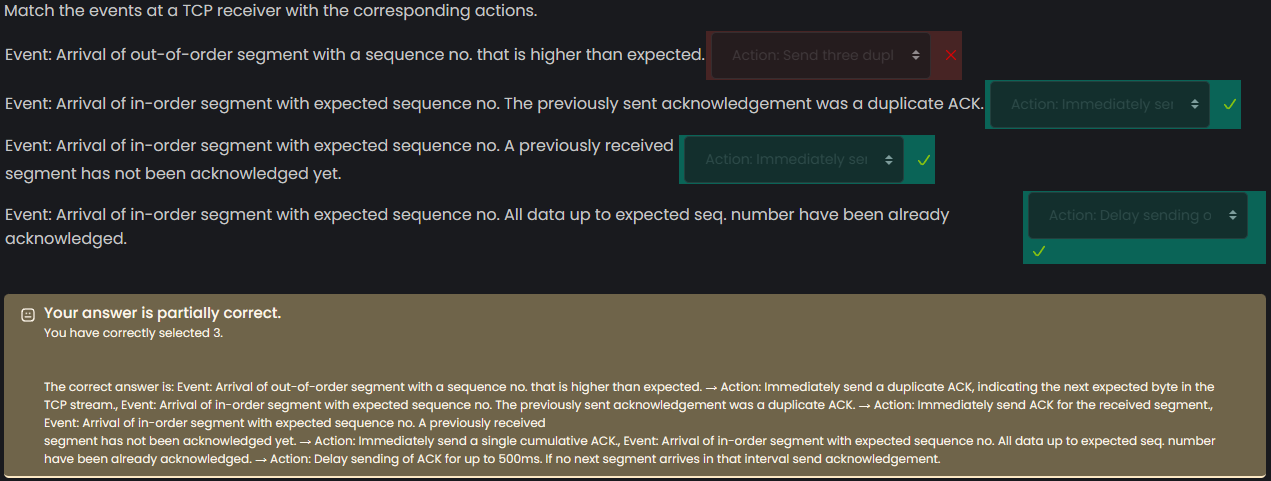 Match the events at a TCP receiver with the corresponding actions.
Event: Arrival of out-of-order segment with a sequence no. that is higher than expected. Action: Send three dupl
Event: Arrival of in-order segment with expected sequence no. The previously sent acknowledgement was a duplicate ACK. Action: Immediately se
Event: Arrival of in-order segment with expected sequence no. A previously received
segment has not been acknowledged yet. Action: Immediately se
Event: Arrival of in-order segment with expected sequence no. All data up to expected seq. number have been already
acknowledged. Action: Delay sending o
Your answer is partially correct.
You have correctly selected 3.
The correct answer is: Event: Arrival of out-of-order segment with a sequence no. that is higher than expected. → Action: Immediately send a duplicate ACK, indicating the next expected byte in the
TCP stream., Event: Arrival of in-order segment with expected sequence no. The previously sent acknowledgement was a duplicate ACK. → Action: Immediately send ACK for the received segment.,
Event: Arrival of in-order segment with expected sequence no. A previously received
segment has not been acknowledged yet. → Action: Immediately send a single cumulative ACK., Event: Arrival of in-order segment with expected sequence no. All data up to expected seq. number
have been already acknowledged. → Action: Delay sending of ACK for up to 500ms. If no next segment arrives in that interval send acknowledgement.